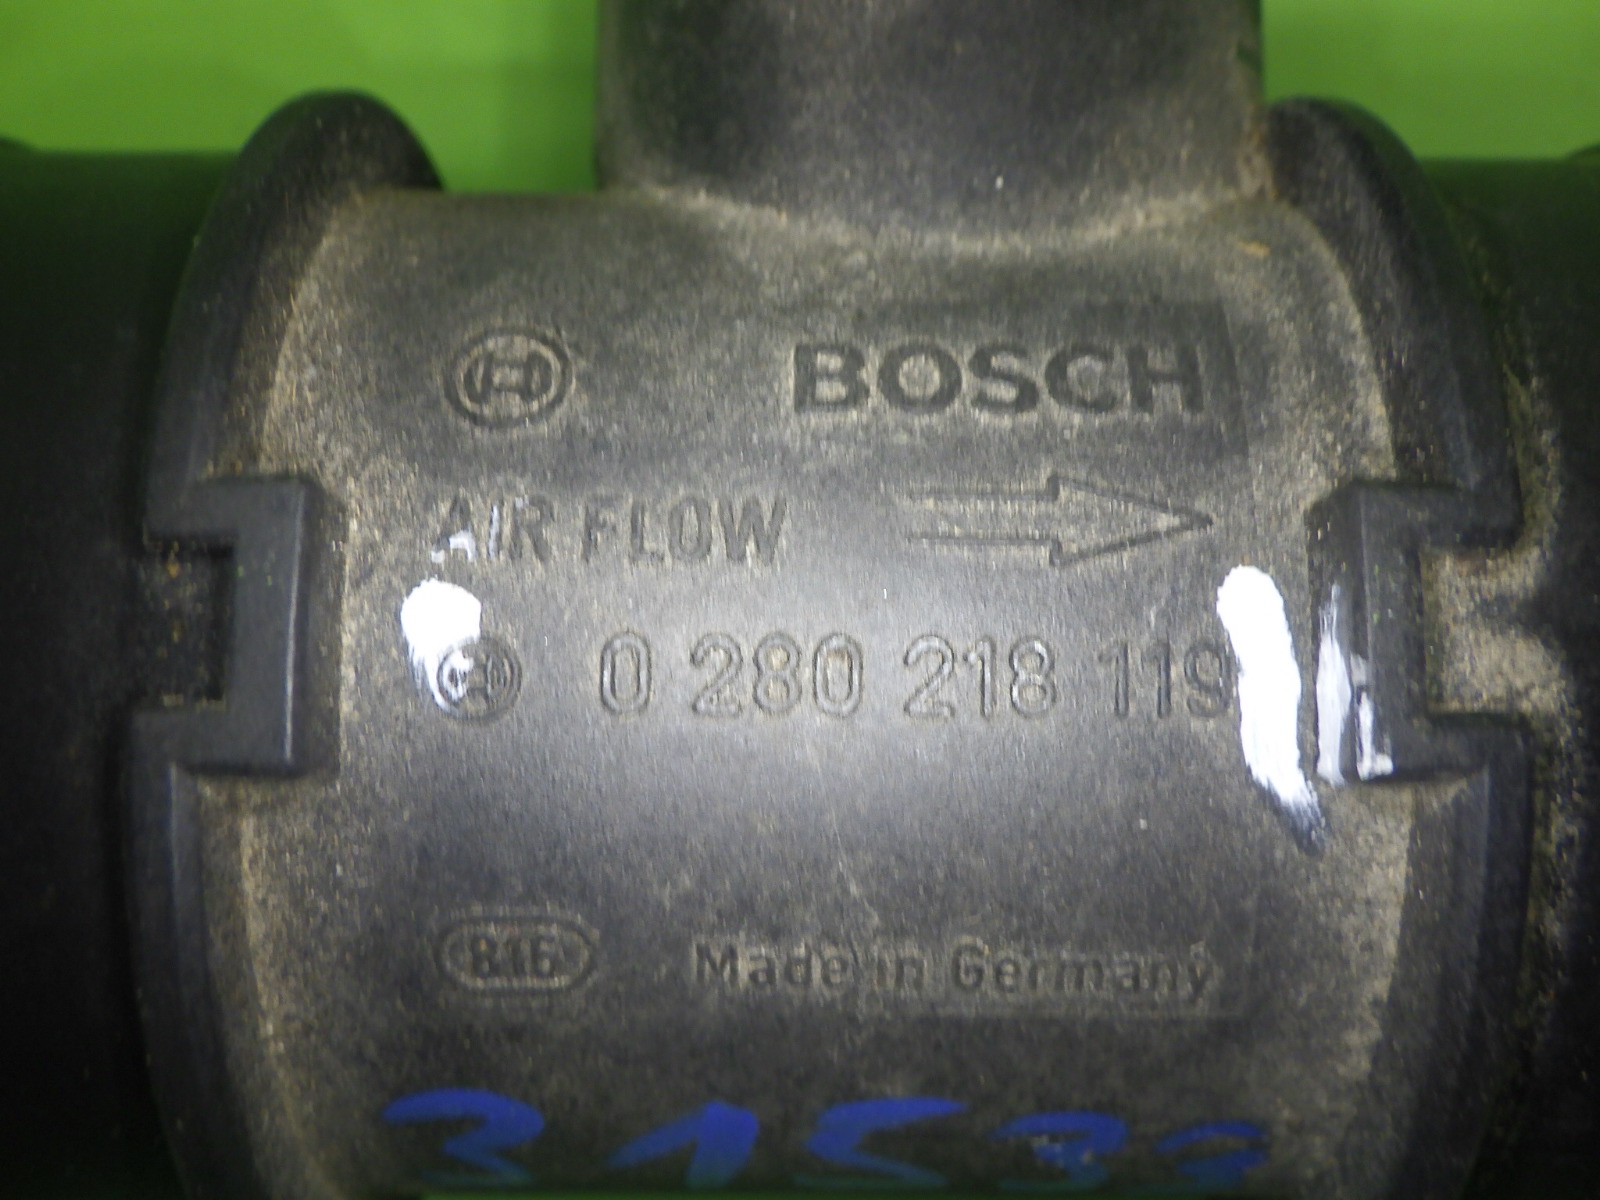 BOSCH
AIR FLOW
0 280 218 119
Made in Germany